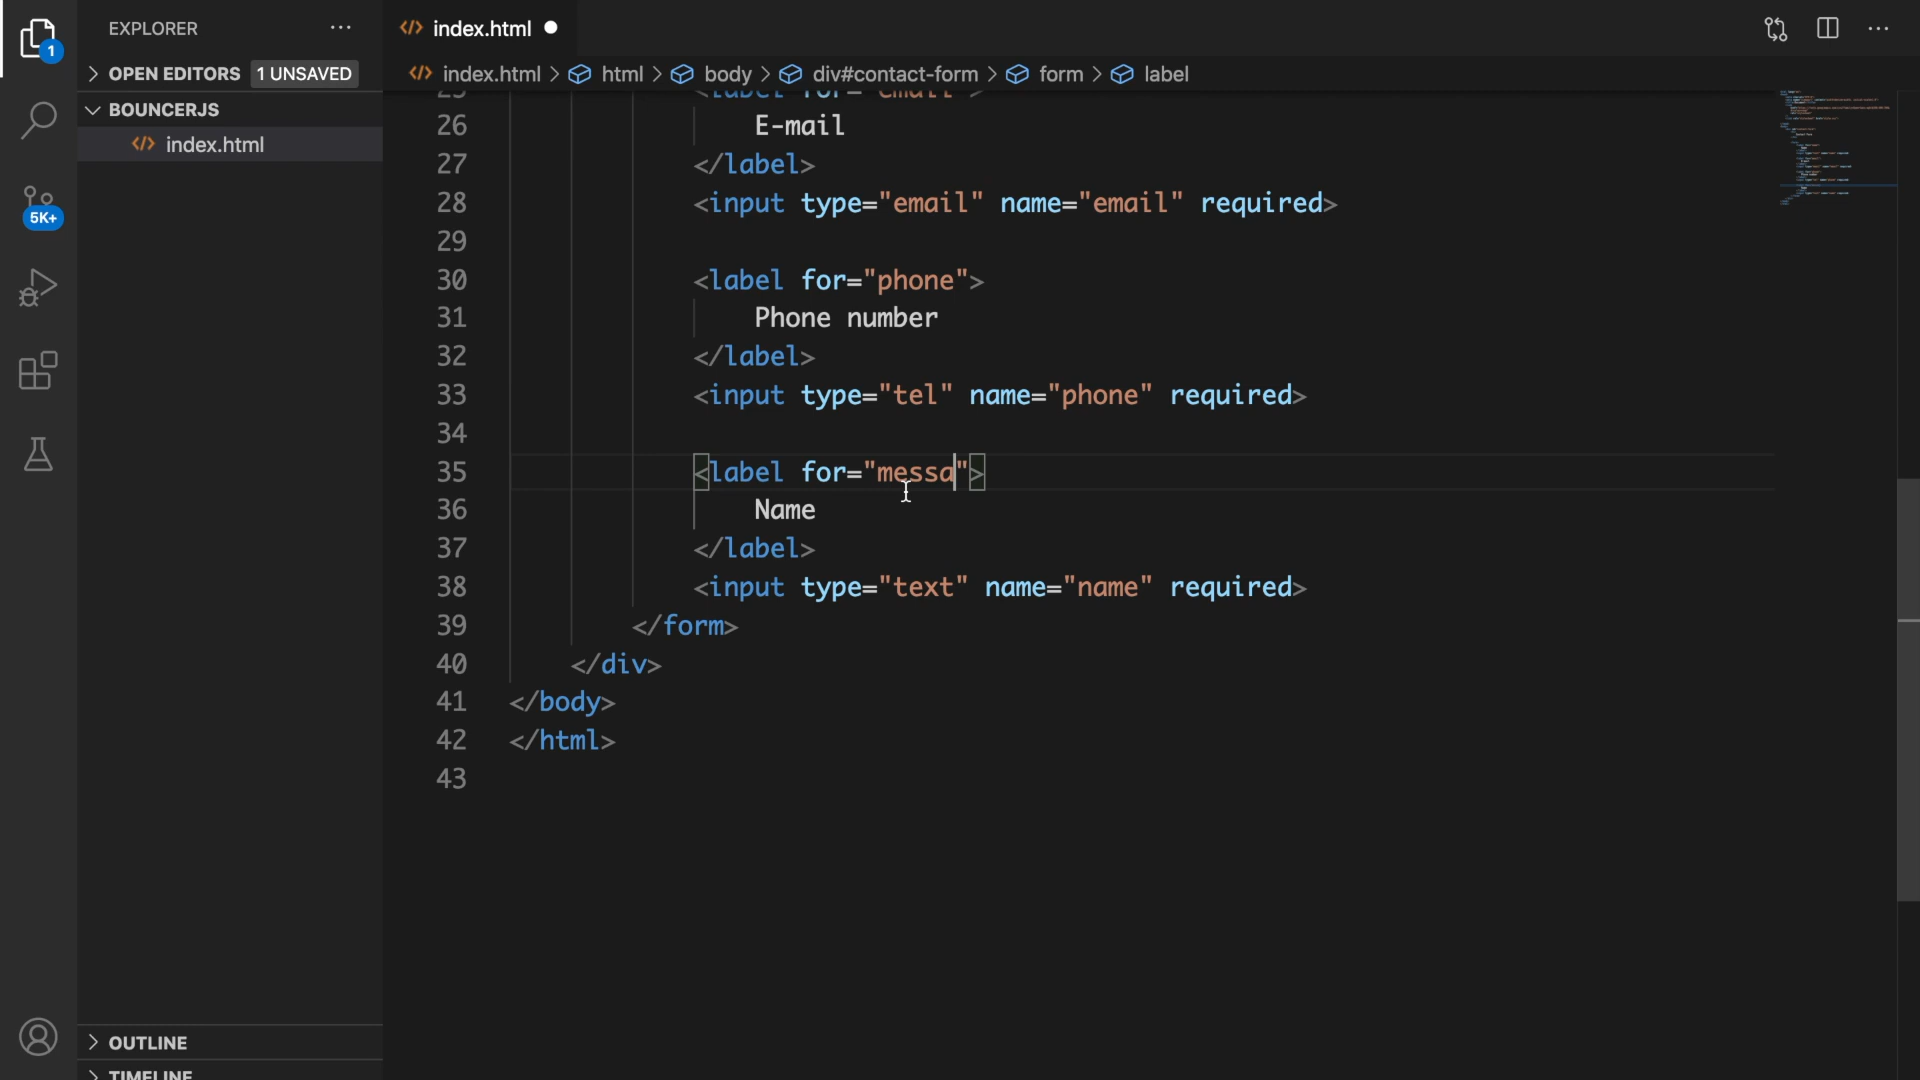 EXPLORER
index.html
1
OPEN EDITORS 1 UNSAVED
index.html > html > body > div#contact-form > form > label
BOUNCERJS
index.html
5K+
25 <label for="email">
26 E-mail
27 </label>
28 <input type="email" name="email" required>
29
30 <label for="phone">
31 Phone number
32 </label>
33 <input type="tel" name="phone" required>
34
35 <label for="messa">
36 Name
37 </label>
38 <input type="text" name="name" required>
39 </form>
40 </div>
41 </body>
42 </html>
43
OUTLINE
TIMELINE